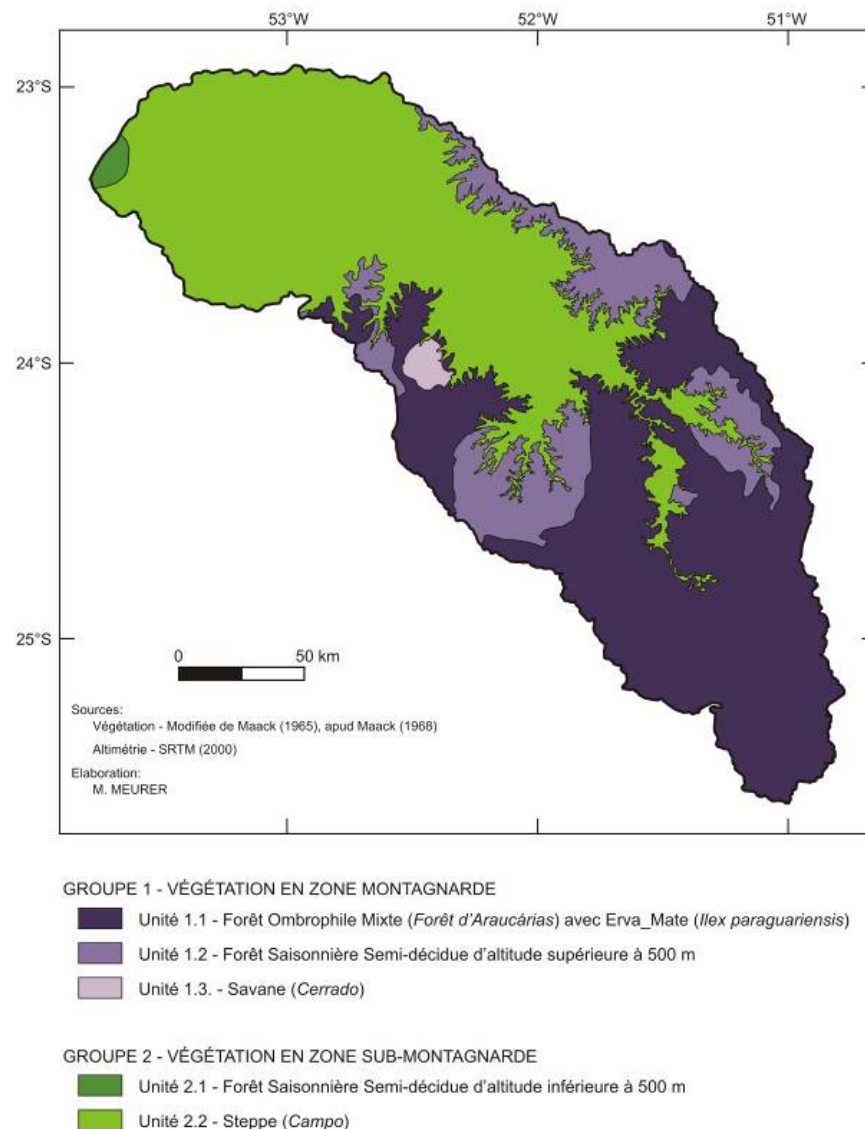 53°W 52°W 51°W
23°S
24°S
25°S
0 50 km
Sources:
Végétation - Modifiée de Maack (1965), apud Maack (1968)
Altimétrie - SRTM (2000)
Elaboration:
M. MEURER
GROUPE 1 - VÉGÉTATION EN ZONE MONTAGNARDE
Unité 1.1 - Forêt Ombrophile Mixte (Forêt d'Araucárias) avec Erva_Mate (Ilex paraguariensis)
Unité 1.2 - Forêt Saisonnière Semi-décidue d'altitude supérieure à 500 m
Unité 1.3. - Savane (Cerrado)
GROUPE 2 - VÉGÉTATION EN ZONE SUB-MONTAGNARDE
Unité 2.1 - Forêt Saisonnière Semi-décidue d'altitude inférieure à 500 m
Unité 2.2 - Steppe (Campo)